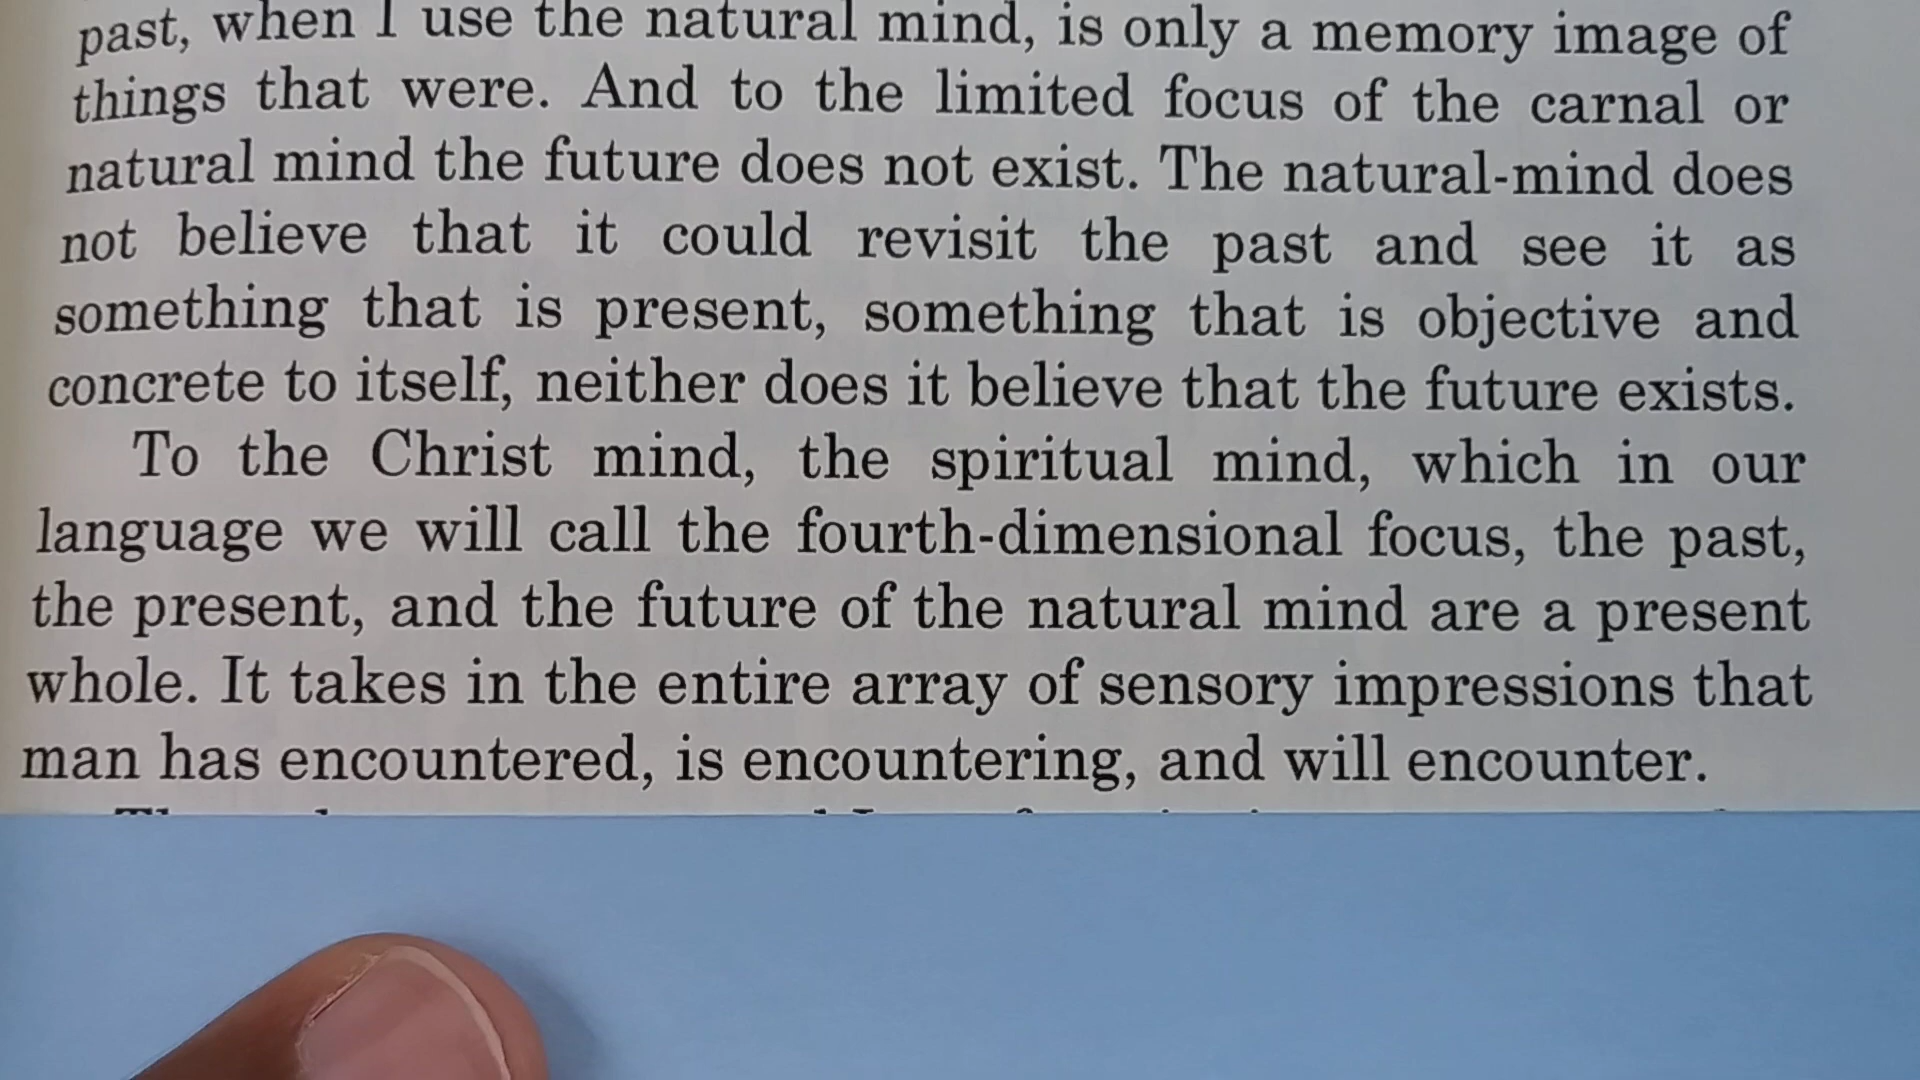 past, when I use the natural mind, is only a memory image of
things that were. And to the limited focus of the carnal or
natural mind the future does not exist. The natural-mind does
not believe that it could revisit the past and see it as
something that is present, something that is objective and
concrete to itself, neither does it believe that the future exists.
To the Christ mind, the spiritual mind, which in our
language we will call the fourth-dimensional focus, the past,
the present, and the future of the natural mind are a present
whole. It takes in the entire array of sensory impressions that
man has encountered, is encountering, and will encounter.